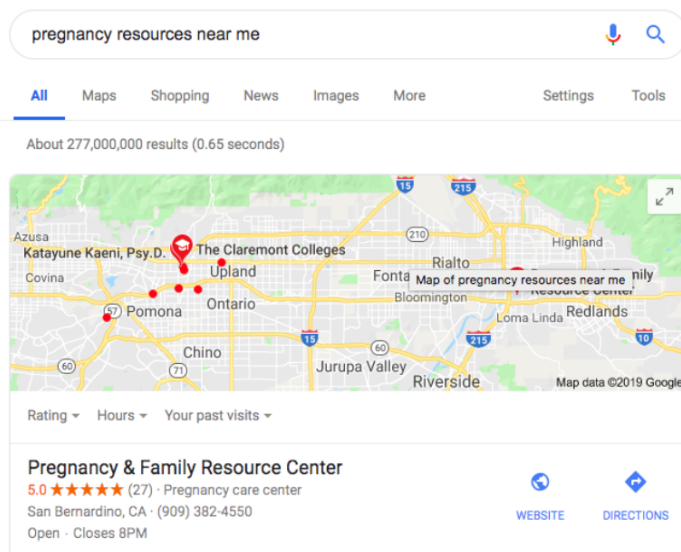 pregnancy resources near me
All Maps Shopping News Images More Settings Tools
About 277,000,000 results (0.65 seconds)
15 215
Azusa
210
Highland
Katayune Kaeni, Psy.D. The Claremont Colleges
Rialto
Covina
Upland
Fonta
Map of pregnancy resources near me
mily
Bloomington
Ontario
57 Pomona
Loma Linda Redlands
15 215 10
Chino
60
60
71
Jurupa Valley
Riverside
Map data ©2019 Google
Rating Hours Your past visits
Pregnancy & Family Resource Center
5.0 ★★★★★ (27) · Pregnancy care center
San Bernardino, CA · (909) 382-4550
Open · Closes 8PM
WEBSITE DIRECTIONS